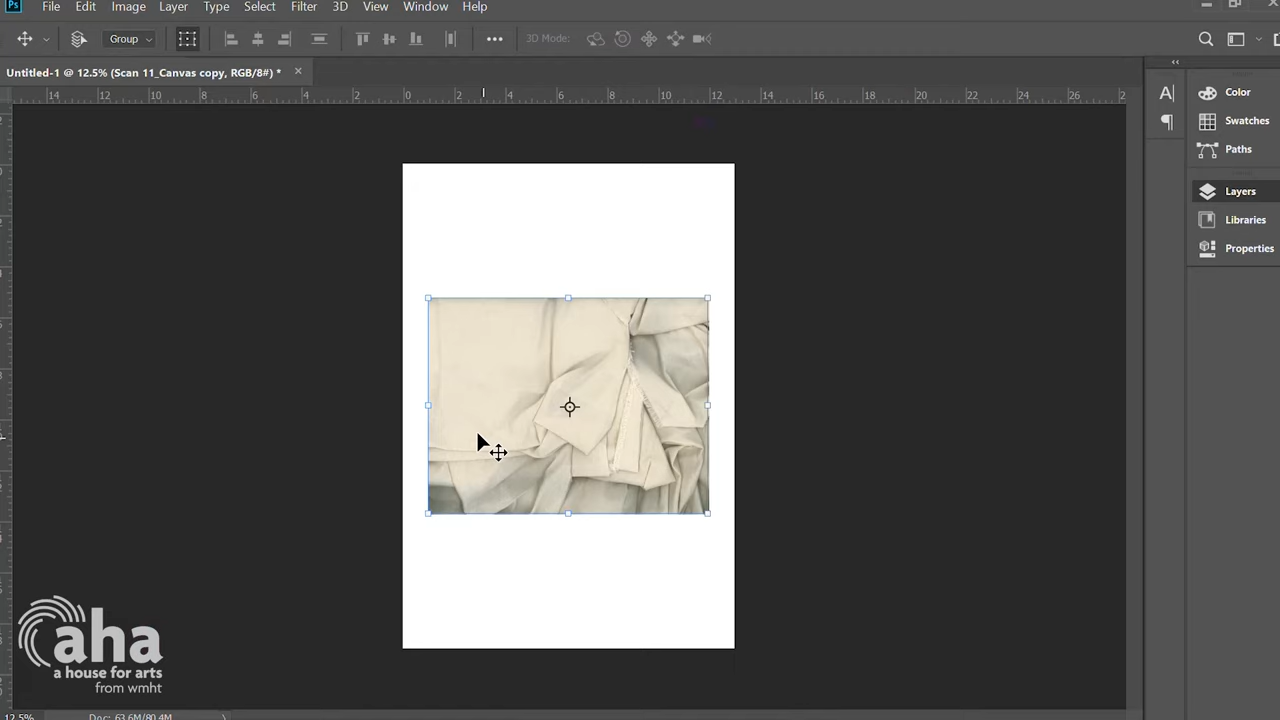 Ps File Edit Image Layer Type Select Filter 3D View Window Help
Group 3D Mode:
Untitled-1 @ 12.5% (Scan 11_Canvas copy, RGB/8#) *
14 12 10 8 6 4 2 0 2 4 6 8 10 12 14 16 18 20 22 24 26 2
A
Color
Swatches
Paths
Layers
Libraries
Properties
aha
a house for arts
from wmht
12.5% Doc: 63.6M/80.4M